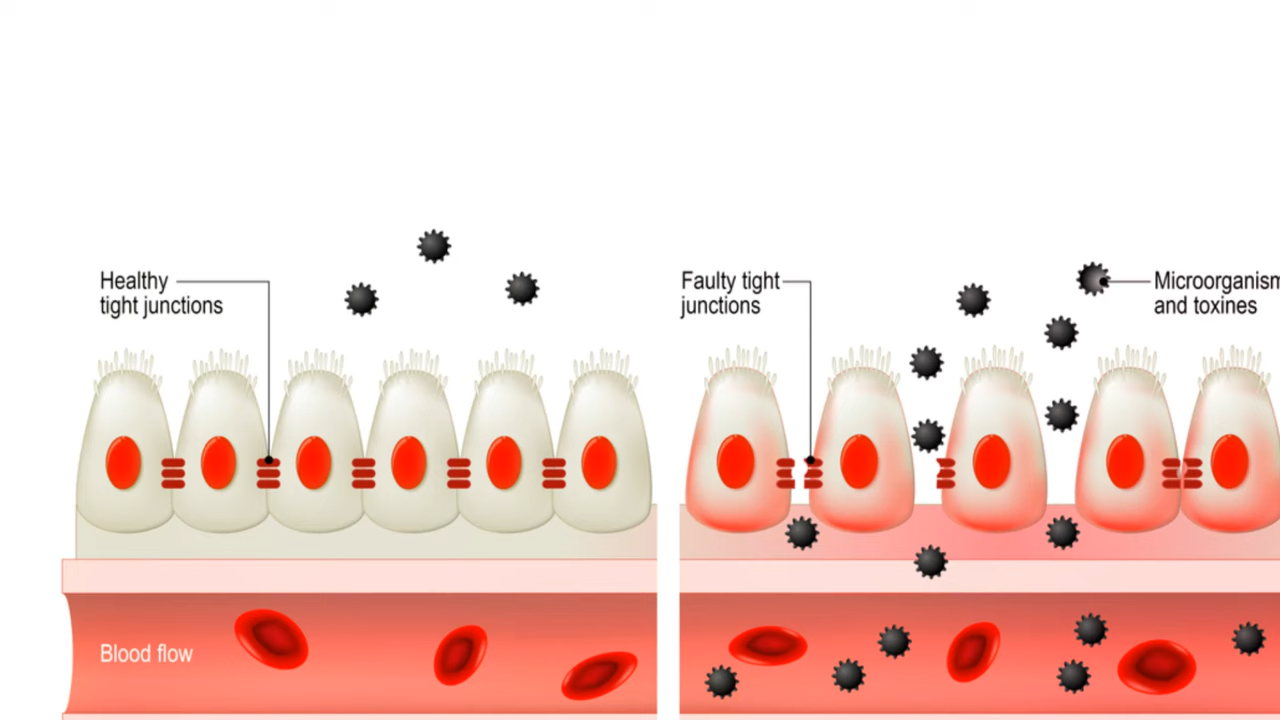 Healthy
tight junctions
Faulty tight
junctions
Microorganism
and toxines
Blood flow